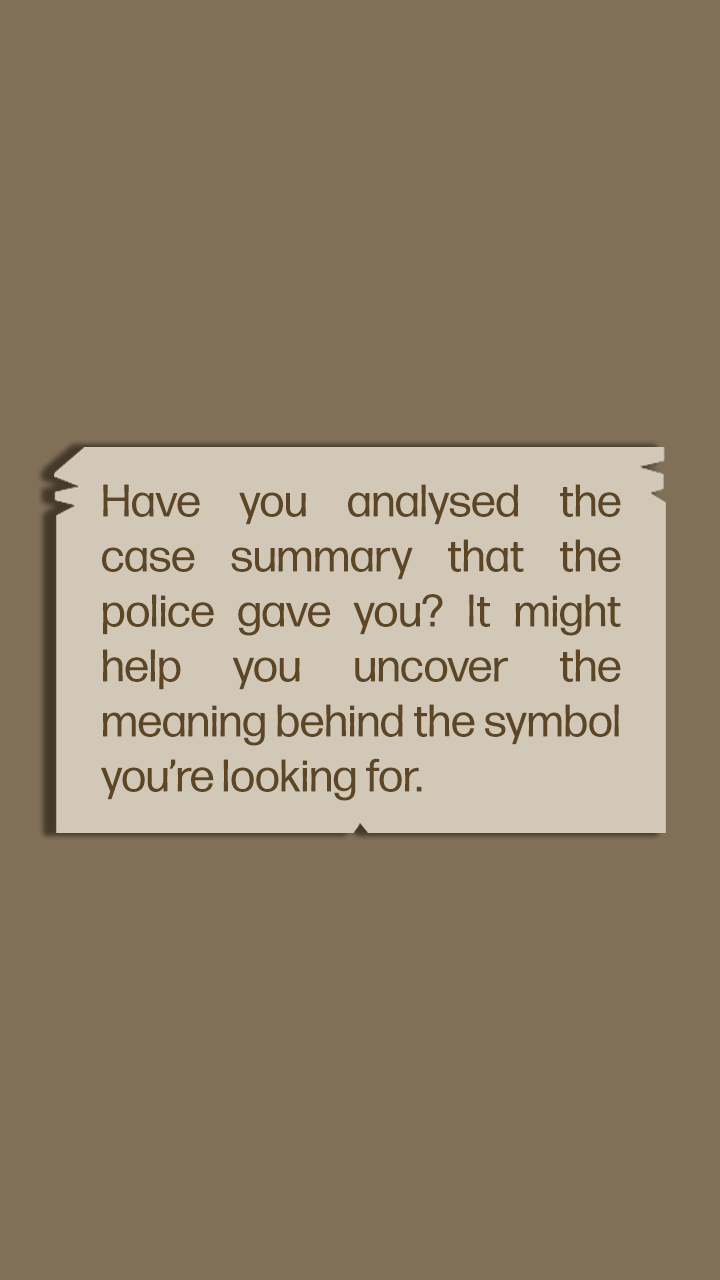 Have you analysed the
case summary that the
police gave you? It might
help you uncover the
meaning behind the symbol
you’re looking for.